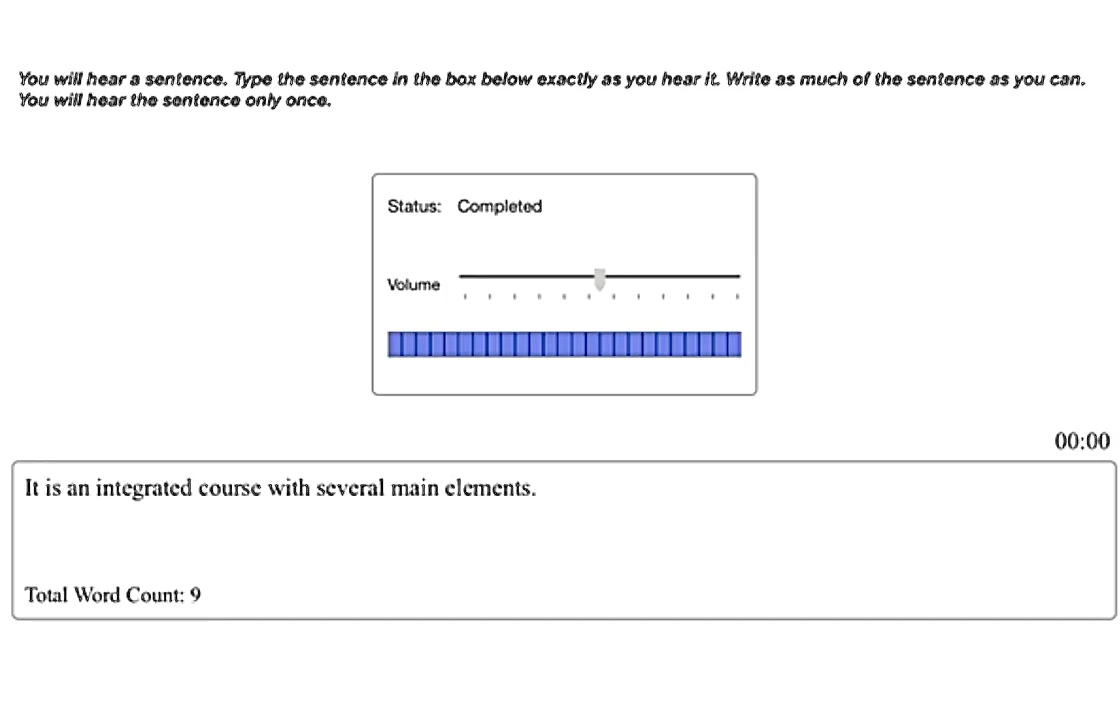 You will hear a sentence. Type the sentence in the box below exactly as you hear it. Write as much of the sentence as you can.
You will hear the sentence only once.
Status: Completed
Volume
00:00
It is an integrated course with several main elements.
Total Word Count: 9